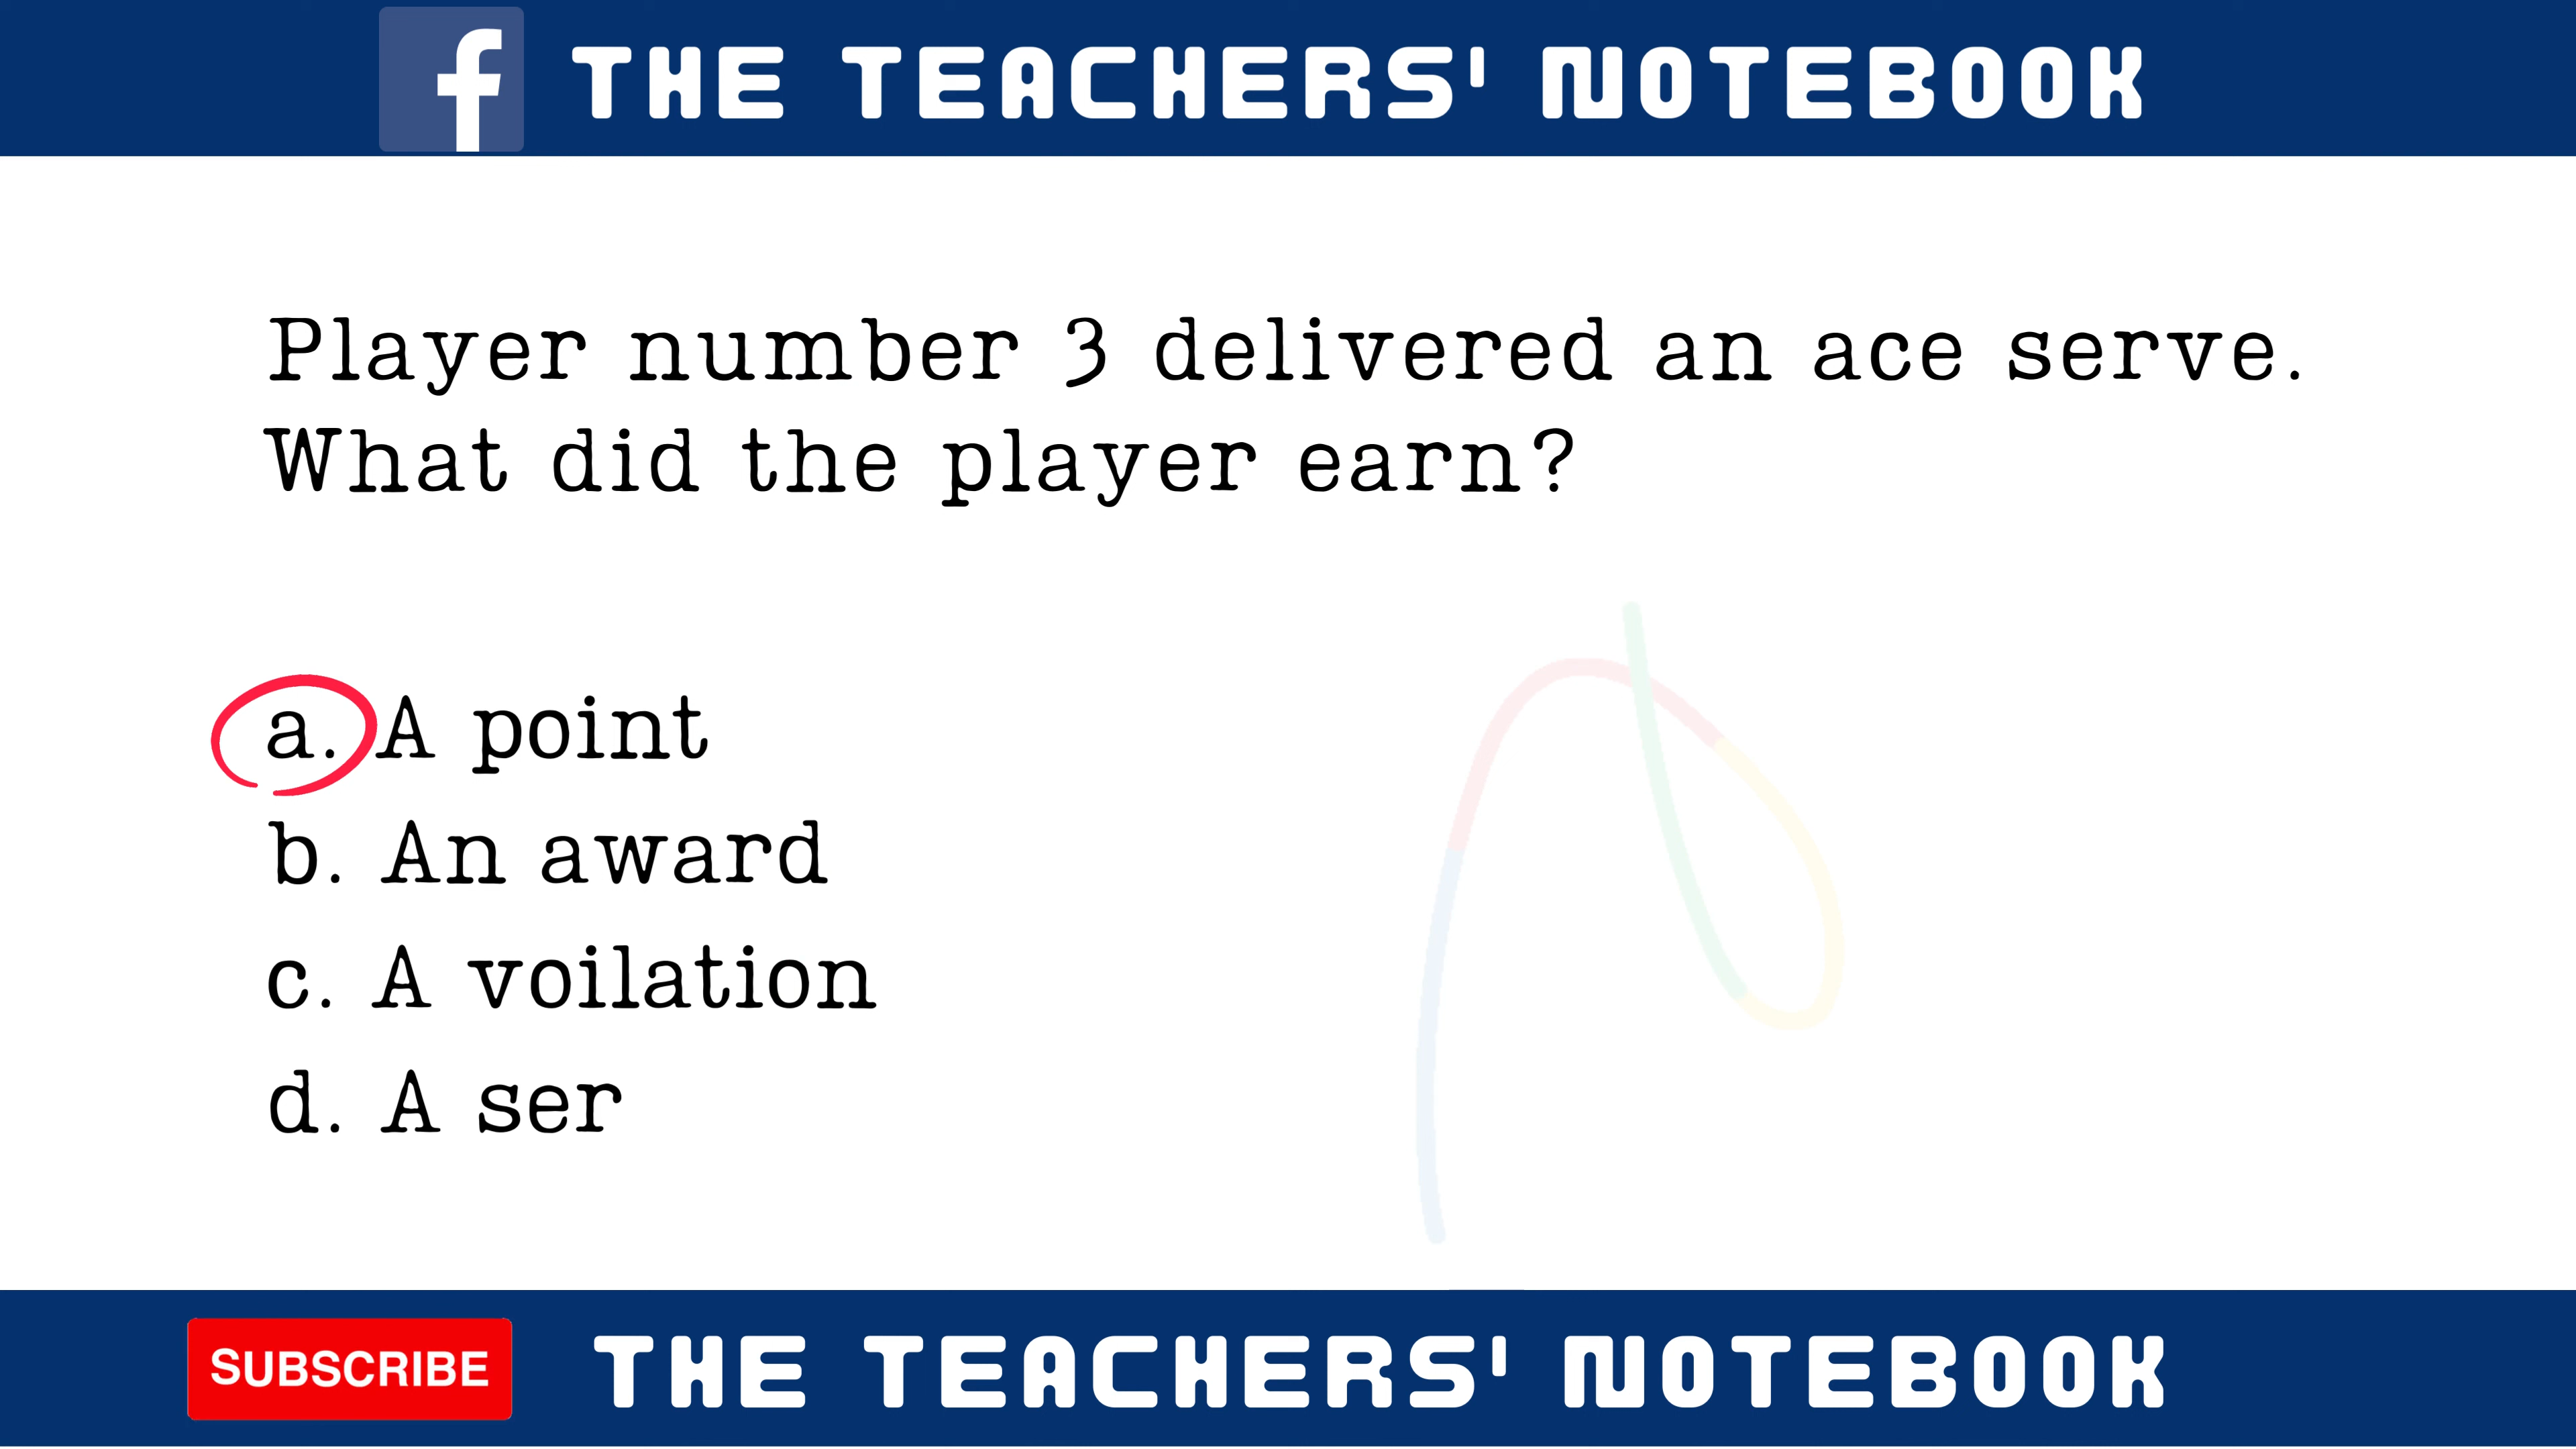 THE TEACHERS' NOTEBOOK
Player number 3 delivered an ace serve.
What did the player earn?
a. A point
b. An award
c. A voilation
d. A ser
SUBSCRIBE THE TEACHERS' NOTEBOOK